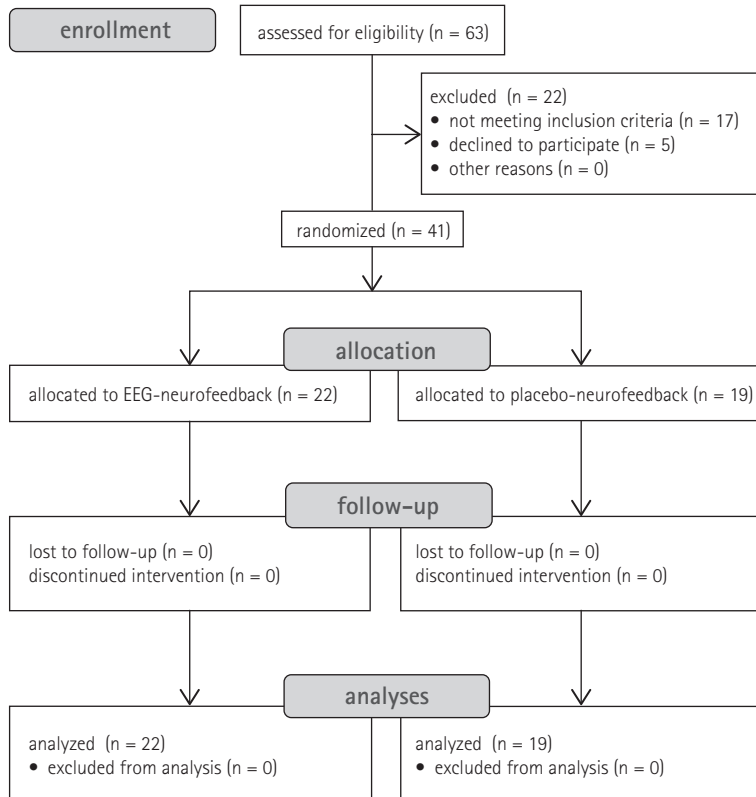 enrollment
assessed for eligibility (n = 63)
excluded (n = 22)
• not meeting inclusion criteria (n = 17)
• declined to participate (n = 5)
• other reasons (n = 0)
randomized (n = 41)
allocation
allocated to EEG-neurofeedback (n = 22)
allocated to placebo-neurofeedback (n = 19)
follow-up
lost to follow-up (n = 0)
discontinued intervention (n = 0)
lost to follow-up (n = 0)
discontinued intervention (n = 0)
analyses
analyzed (n = 22)
• excluded from analysis (n = 0)
analyzed (n = 19)
• excluded from analysis (n = 0)